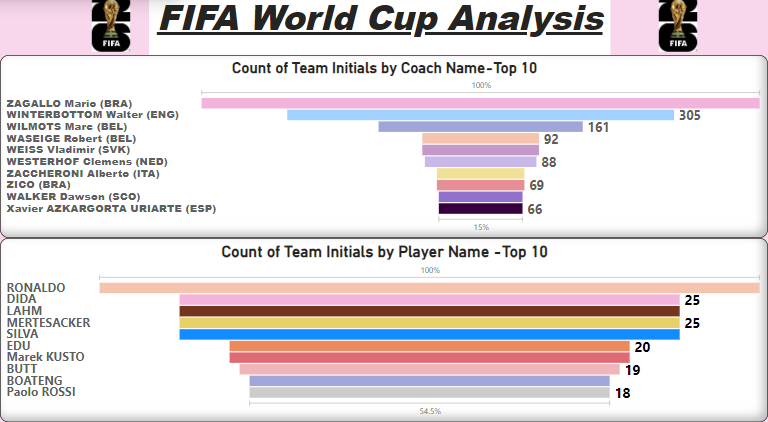 FIFA World Cup Analysis
FIFA
FIFA
Count of Team Initials by Coach Name-Top 10
100%
ZAGALLO Mario (BRA)
WINTERBOTTOM Walter (ENG) 305
WILMOTS Marc (BEL) 161
WASEIGE Robert (BEL) 92
WEISS Vladimir (SVK)
WESTERHOF Clemens (NED) 88
ZACCHERONI Alberto (ITA)
ZICO (BRA) 69
WALKER Dawson (SCO)
Xavier AZKARGORTA URIARTE (ESP) 66
15%
Count of Team Initials by Player Name -Top 10
100%
RONALDO
DIDA 25
LAHM
MERTESACKER 25
SILVA
EDU 20
Marek KUSTO
BUTT 19
BOATENG
Paolo ROSSI 18
54.5%